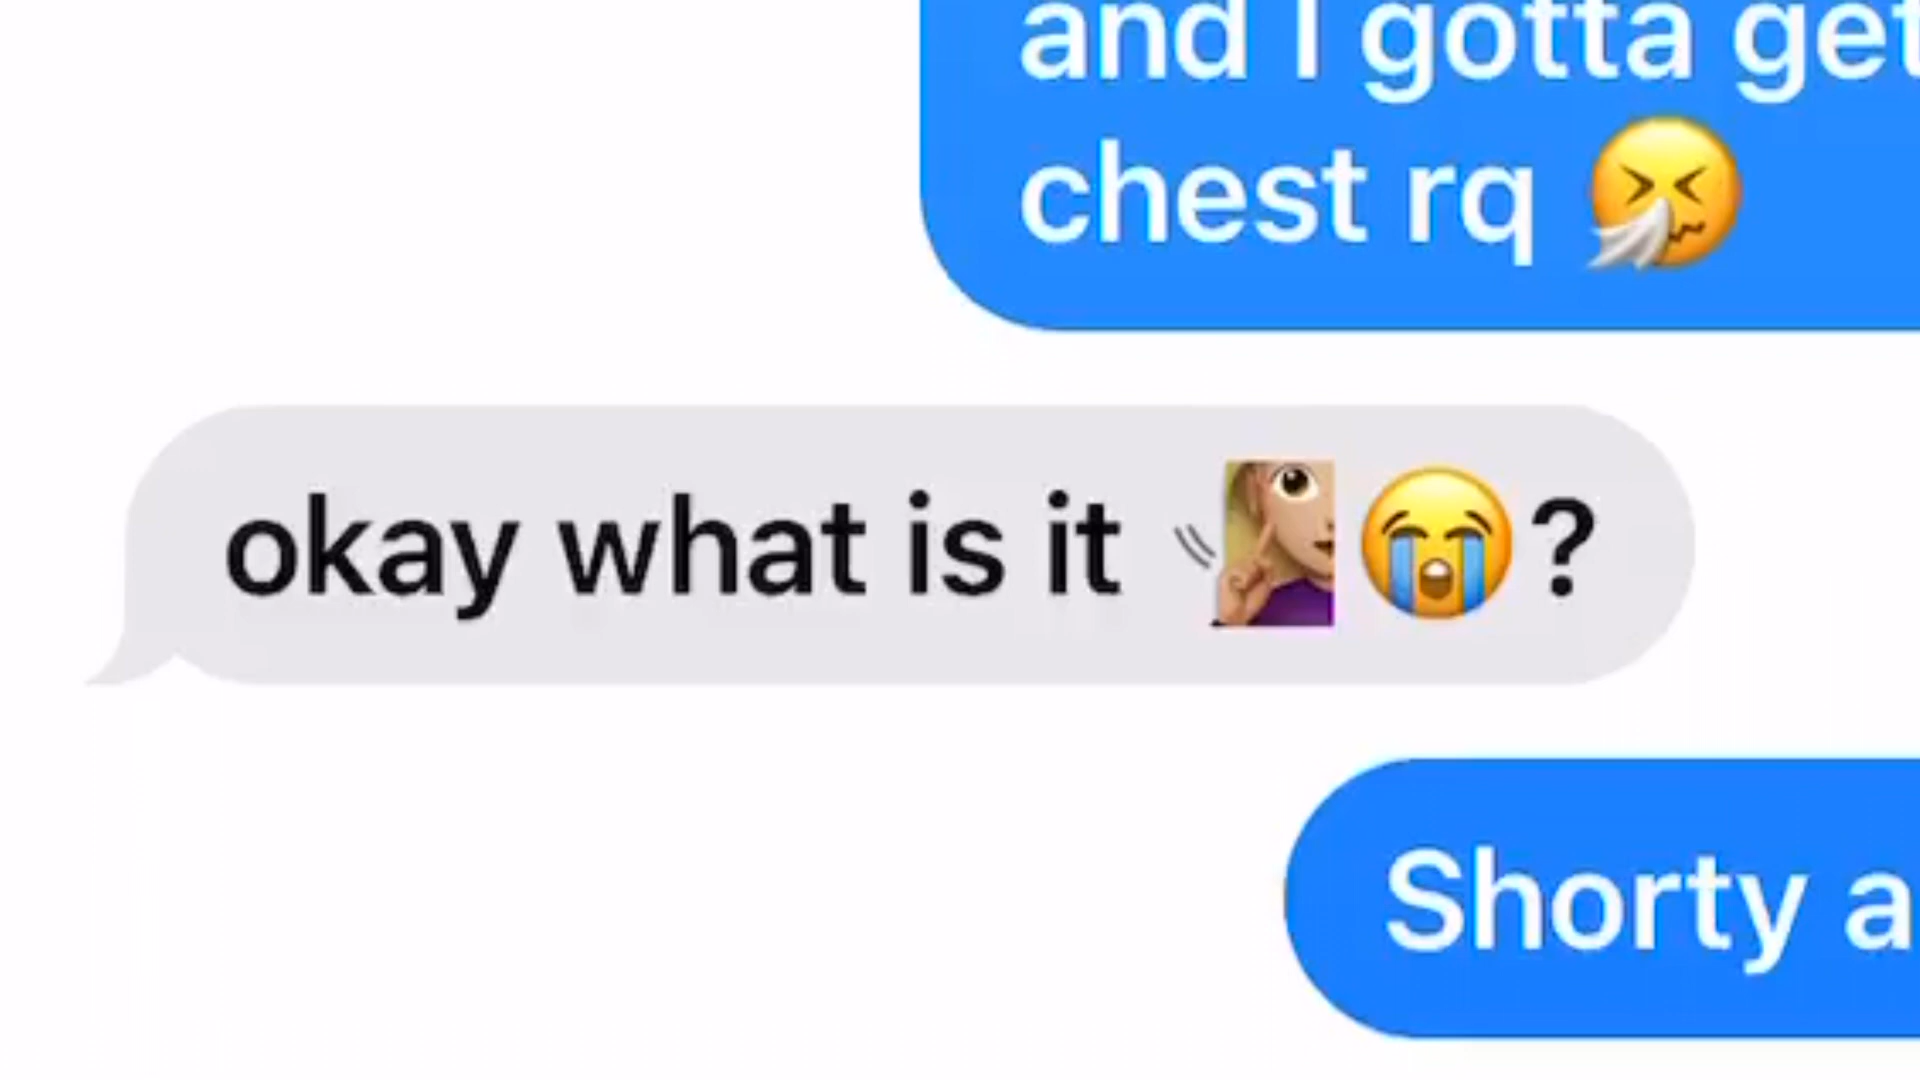 and I gotta get
chest rq 🤧
okay what is it 🧏🏼‍♀️😭?
Shorty a